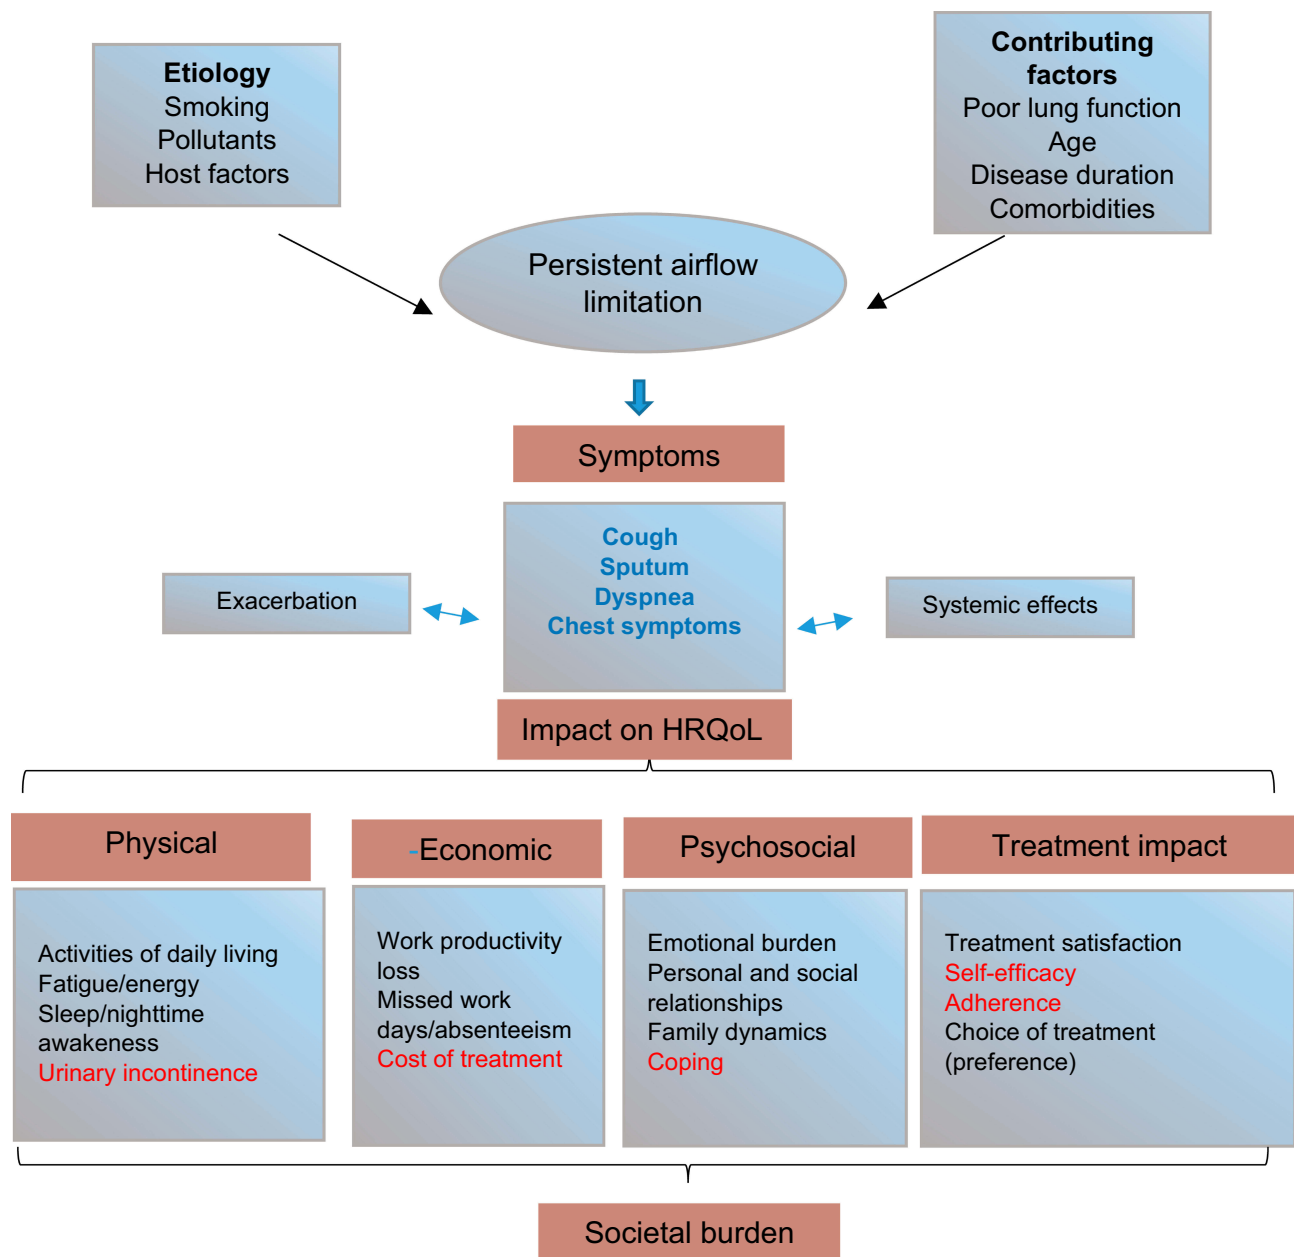 Etiology
Smoking
Pollutants
Host factors
Contributing
factors
Poor lung function
Age
Disease duration
Comorbidities
Persistent airflow
limitation
Symptoms
Cough
Sputum
Dyspnea
Chest symptoms
Exacerbation
Systemic effects
Impact on HRQoL
Physical
Activities of daily living
Fatigue/energy
Sleep/nighttime
awakeness
Urinary incontinence
-Economic
Work productivity
loss
Missed work
days/absenteeism
Cost of treatment
Psychosocial
Emotional burden
Personal and social
relationships
Family dynamics
Coping
Treatment impact
Treatment satisfaction
Self-efficacy
Adherence
Choice of treatment
(preference)
Societal burden